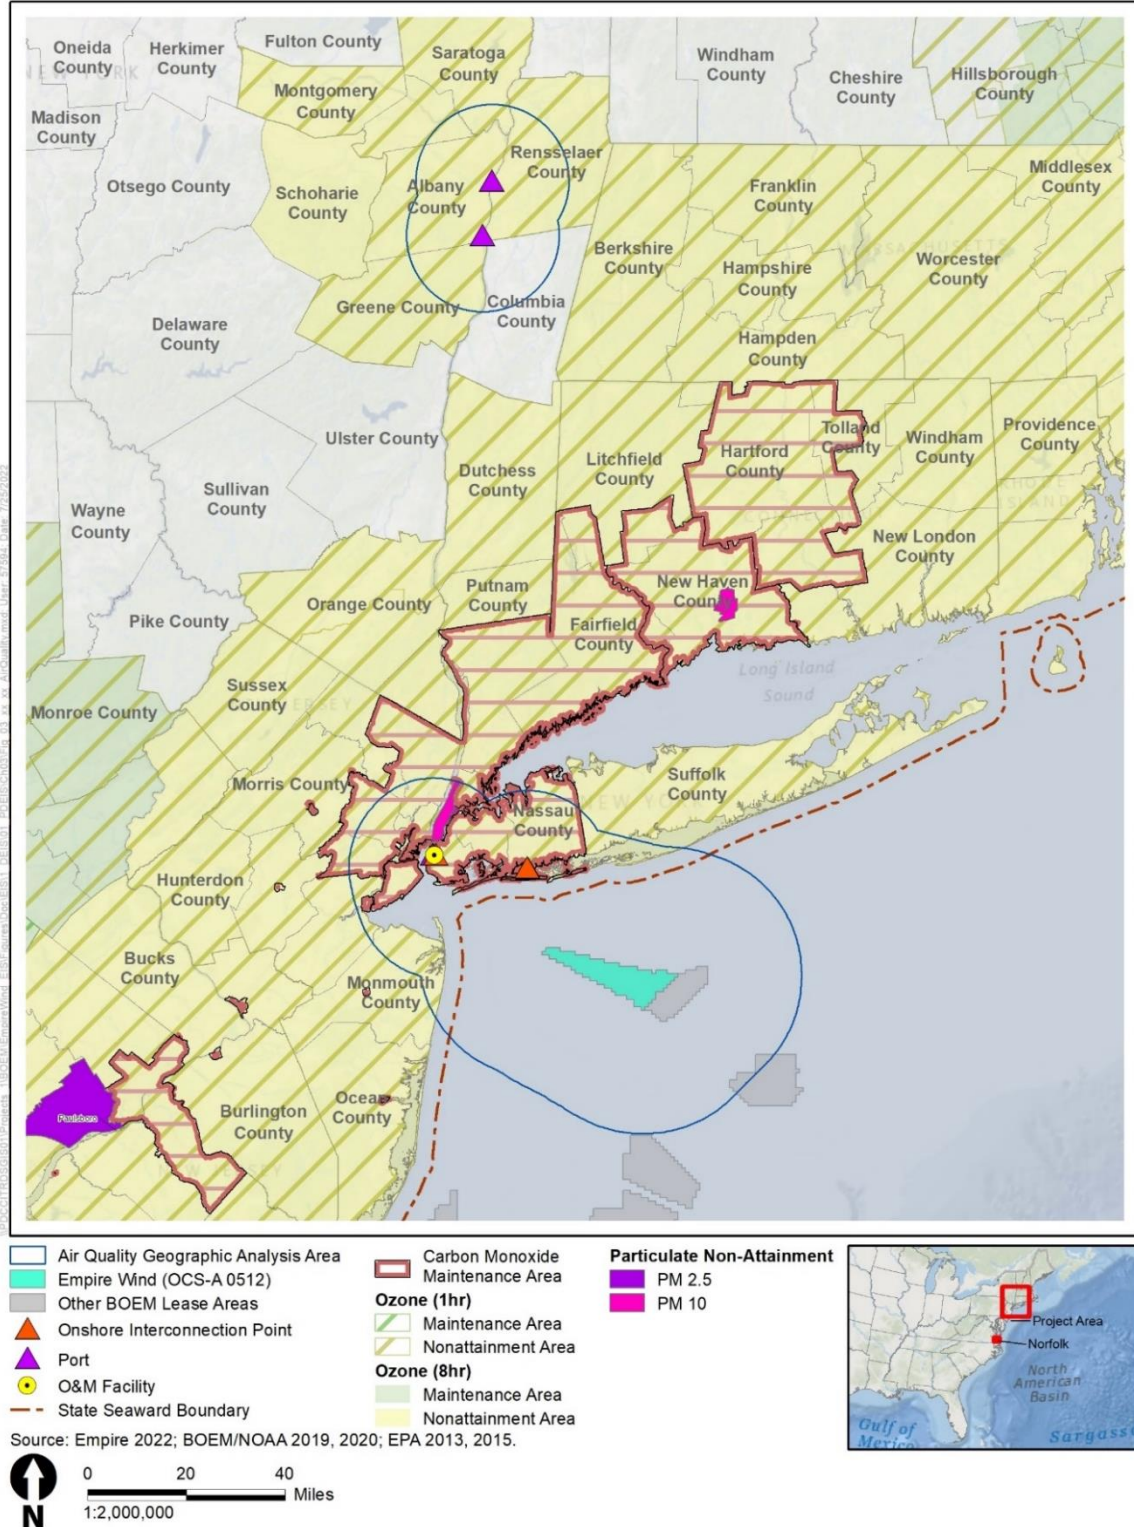 Oneida
County
Herkimer
County
Fulton County
Saratoga
County
Windham
County
Cheshire
County
Hillsborough
County
NEW YORK
Montgomery
County
Madison
County
Rensselaer
County
Middlesex
County
Otsego County
Schoharie
County
Albany
County
Franklin
County
MASSACHUSETTS
Berkshire
County
Hampshire
County
Worcester
County
Greene County
Columbia
County
Delaware
County
Hampden
County
Ulster County
Dutchess
County
Litchfield
County
Hartford
County
Tolland
County
Windham
County
Providence
County
RHODE
ISLAND
Sullivan
County
Wayne
County
New London
County
Orange County
Putnam
County
New Haven
County
Pike County
Fairfield
County
Long Island
Sound
Sussex
County
Monroe County
Morris County
Suffolk
County
NEW YORK
Nassau
County
Hunterdon
County
Bucks
County
Monmouth
County
Paulsboro
Burlington
County
Ocean
County
Air Quality Geographic Analysis Area
Empire Wind (OCS-A 0512)
Other BOEM Lease Areas
Onshore Interconnection Point
Port
O&M Facility
State Seaward Boundary
Carbon Monoxide
Maintenance Area
Ozone (1hr)
Maintenance Area
Nonattainment Area
Ozone (8hr)
Maintenance Area
Nonattainment Area
Particulate Non-Attainment
PM 2.5
PM 10
Project Area
Norfolk
North
American
Basin
Gulf of
Mexico
Sargasso
Source: Empire 2022; BOEM/NOAA 2019, 2020; EPA 2013, 2015.
N
0 20 40
Miles
1:2,000,000